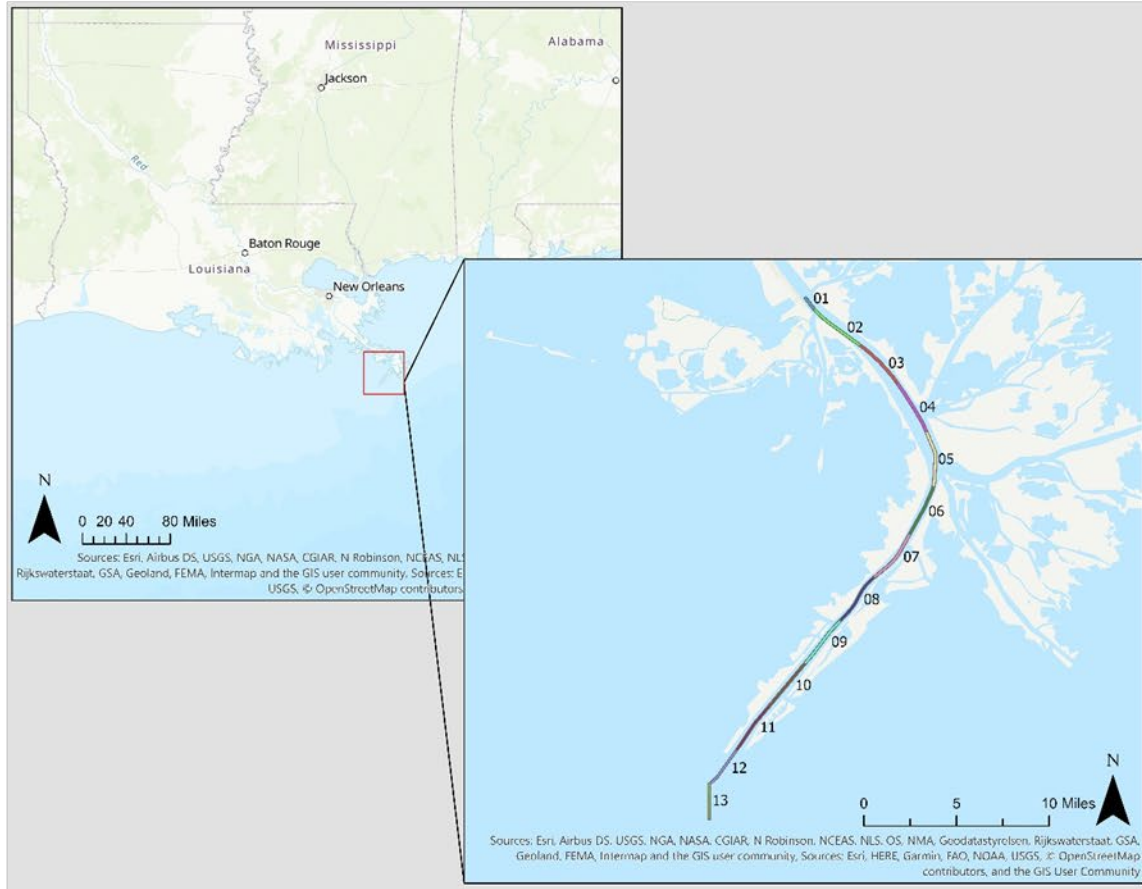 Mississippi
Alabama
Jackson
Red
Baton Rouge
Louisiana
New Orleans
N
0 20 40 80 Miles
Sources: Esri, Airbus DS, USGS, NGA, NASA, CGIAR, N Robinson, NCEAS, NLS
Rijkswaterstaat, GSA, Geoland, FEMA, Intermap and the GIS user community, Sources: E
USGS, © OpenStreetMap contributors
01
02
03
04
05
06
07
08
09
10
11
12
13
N
0 5 10 Miles
Sources: Esri, Airbus DS, USGS, NGA, NASA, CGIAR, N Robinson, NCEAS, NLS, OS, NMA, Geodatastyrelsen, Rijkswaterstaat, GSA,
Geoland, FEMA, Intermap and the GIS user community, Sources: Esri, HERE, Garmin, FAO, NOAA, USGS, © OpenStreetMap
contributors, and the GIS User Community